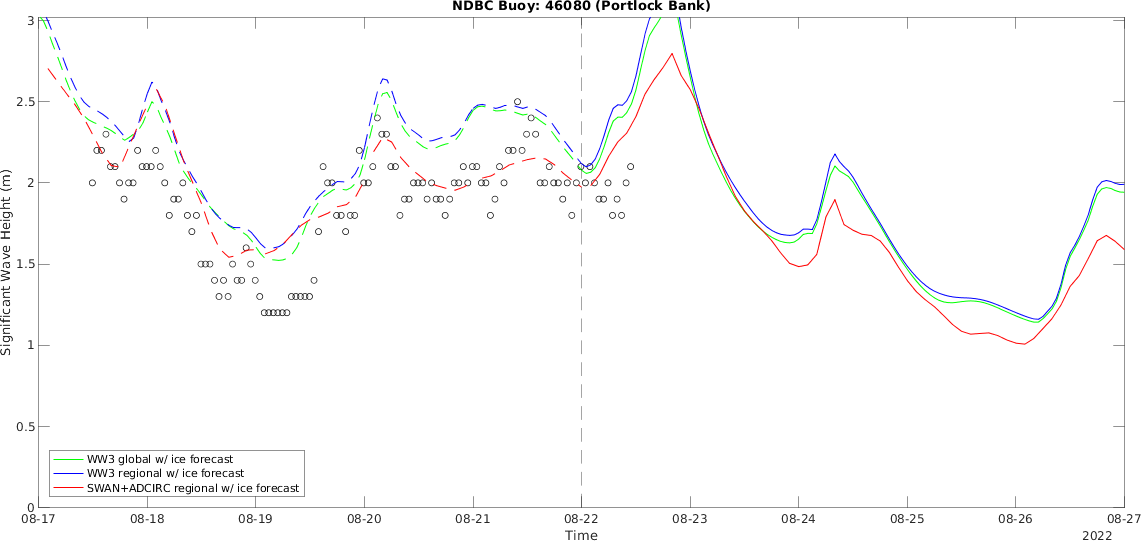 NDBC Buoy: 46080 (Portlock Bank)
3
2.5
2
1.5
1
0.5
0
Significant Wave Height (m)
WW3 global w/ ice forecast
WW3 regional w/ ice forecast
SWAN+ADCIRC regional w/ ice forecast
08-17 08-18 08-19 08-20 08-21 08-22 08-23 08-24 08-25 08-26 08-27
Time
2022